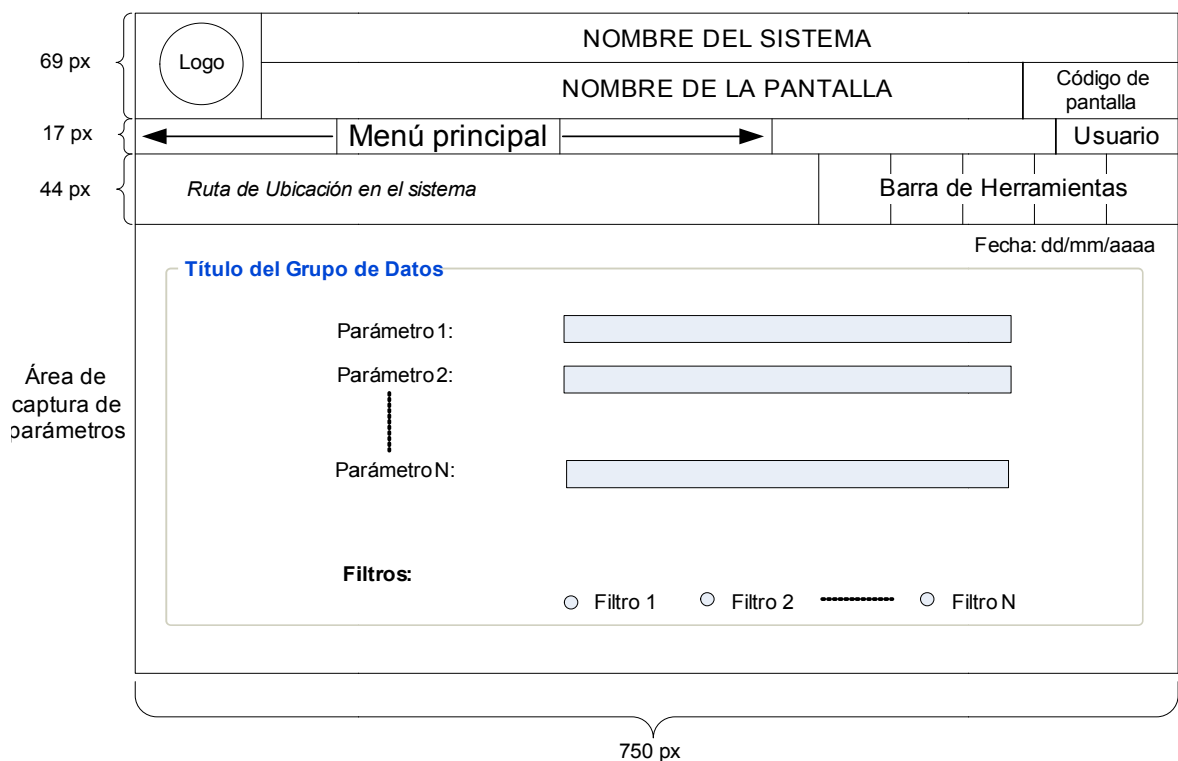 NOMBRE DEL SISTEMA
69 px
Logo
NOMBRE DE LA PANTALLA
Código de
pantalla
17 px
Menú principal
Usuario
44 px
Ruta de Ubicación en el sistema
Barra de Herramientas
Fecha: dd/mm/aaaa
Título del Grupo de Datos
Parámetro 1:
Parámetro 2:
Área de
captura de
parámetros
Parámetro N:
Filtros:
Filtro 1
Filtro 2
Filtro N
750 px